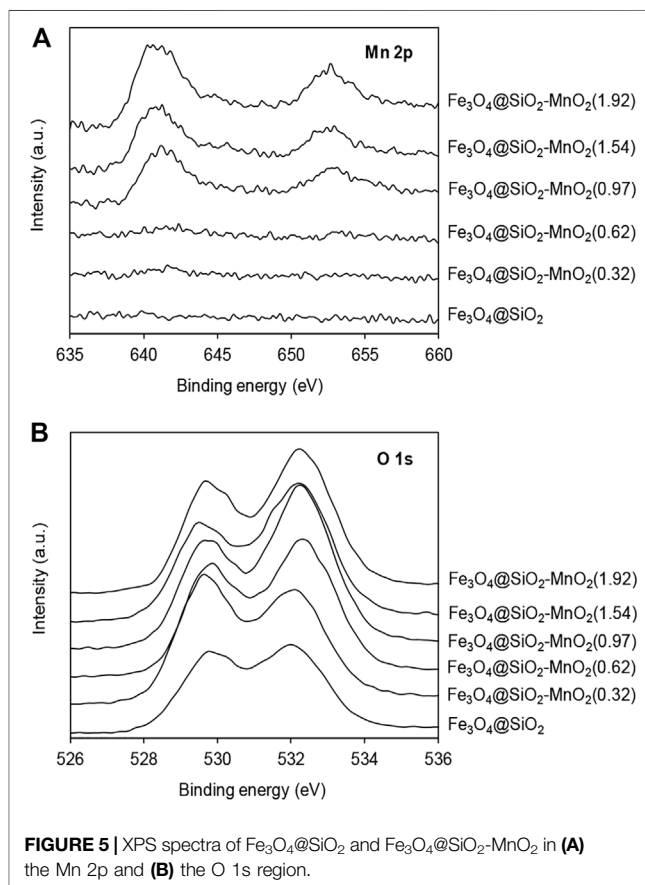 A
Mn 2p
Intensity (a.u.)
Fe₃O₄@SiO₂-MnO₂(1.92)
Fe₃O₄@SiO₂-MnO₂(1.54)
Fe₃O₄@SiO₂-MnO₂(0.97)
Fe₃O₄@SiO₂-MnO₂(0.62)
Fe₃O₄@SiO₂-MnO₂(0.32)
Fe₃O₄@SiO₂
635 640 645 650 655 660
Binding energy (eV)
B
O 1s
Intensity (a.u.)
Fe₃O₄@SiO₂-MnO₂(1.92)
Fe₃O₄@SiO₂-MnO₂(1.54)
Fe₃O₄@SiO₂-MnO₂(0.97)
Fe₃O₄@SiO₂-MnO₂(0.62)
Fe₃O₄@SiO₂-MnO₂(0.32)
Fe₃O₄@SiO₂
526 528 530 532 534 536
Binding energy (eV)
FIGURE 5 | XPS spectra of Fe₃O₄@SiO₂ and Fe₃O₄@SiO₂-MnO₂ in (A)
the Mn 2p and (B) the O 1s region.